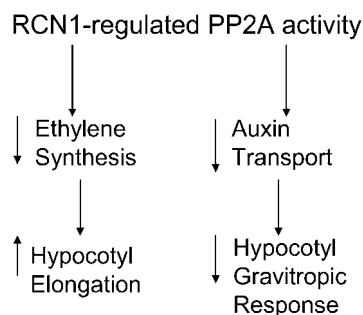 RCN1-regulated PP2A activity
Ethylene
Synthesis
Auxin
Transport
Hypocotyl
Elongation
Hypocotyl
Gravitropic
Response